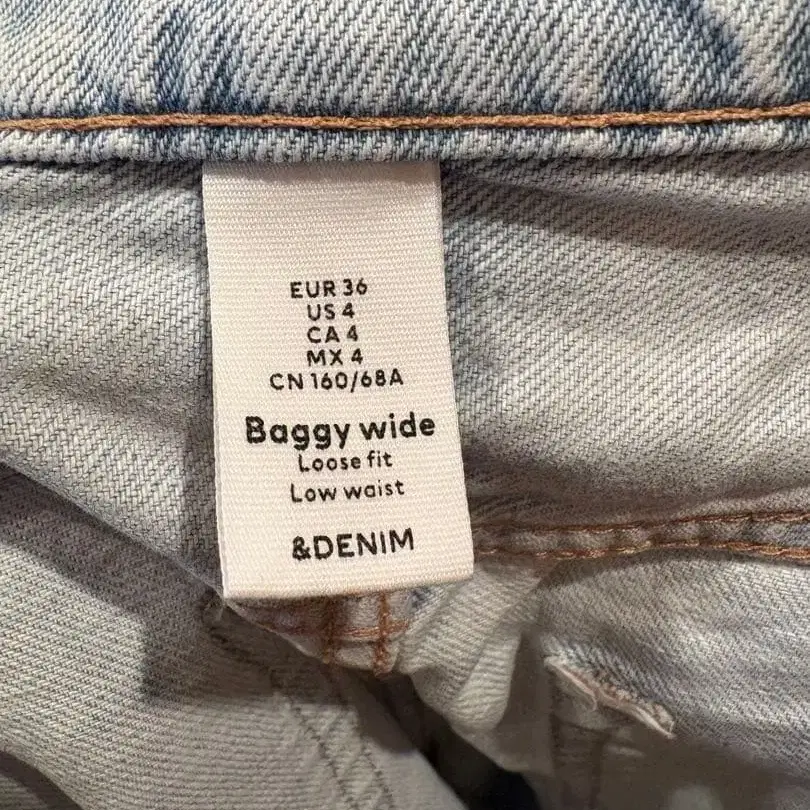 EUR 36
US 4
CA 4
MX 4
CN 160/68A
Baggy wide
Loose fit
Low waist
&DENIM